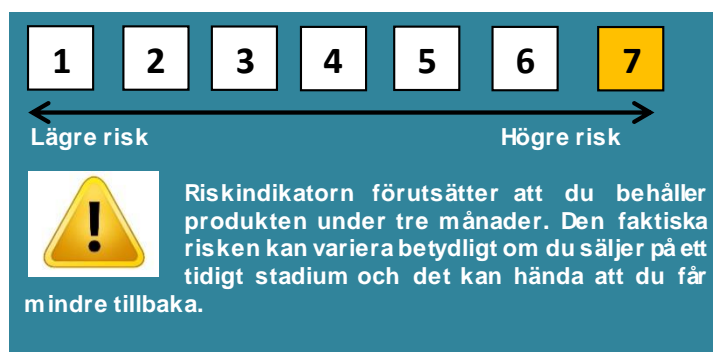 1 2 3 4 5 6 7
Lägre risk Högre risk
Riskindikatorn förutsätter att du behåller
produkten under tre månader. Den faktiska
risken kan variera betydligt om du säljer på ett
tidigt stadium och det kan hända att du får
mindre tillbaka.